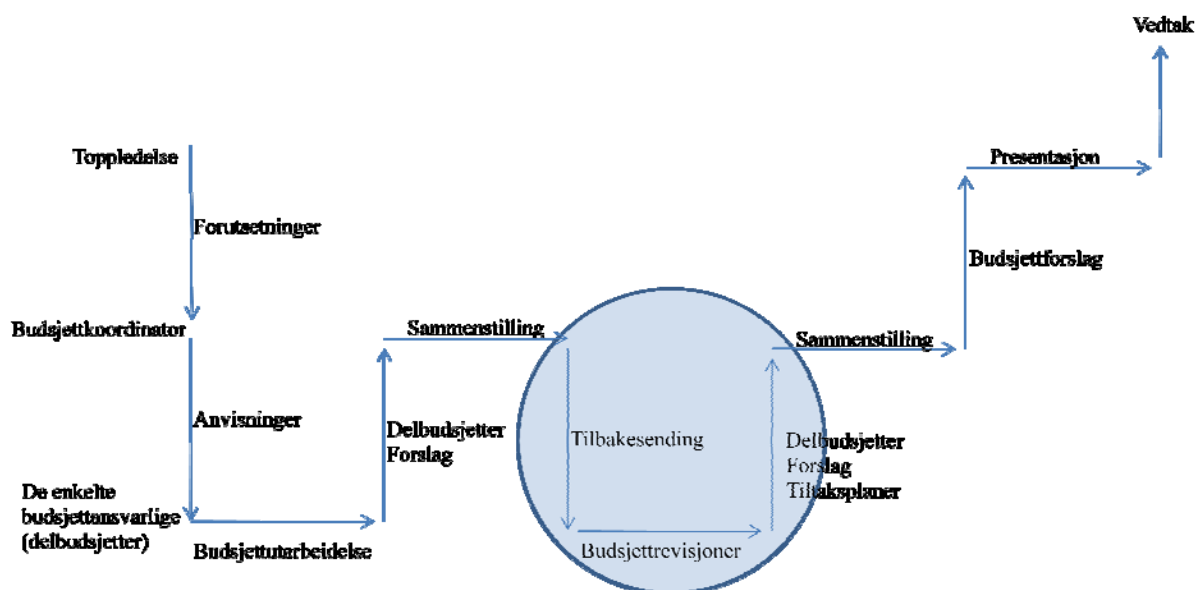 Vedtak
Toppledelse
Presentasjon
Forutsetninger
Budsjettforslag
Budsjettkoordinator
Sammenstilling
Sammenstilling
Anvisninger
Delbudsjetter
Forslag
Tilbakesending
Delbudsjetter
Forslag
Tiltaksplaner
De enkelte
budsjettansvarlige
(delbudsjetter)
Budsjettutarbeidelse
Budsjettrevisjoner